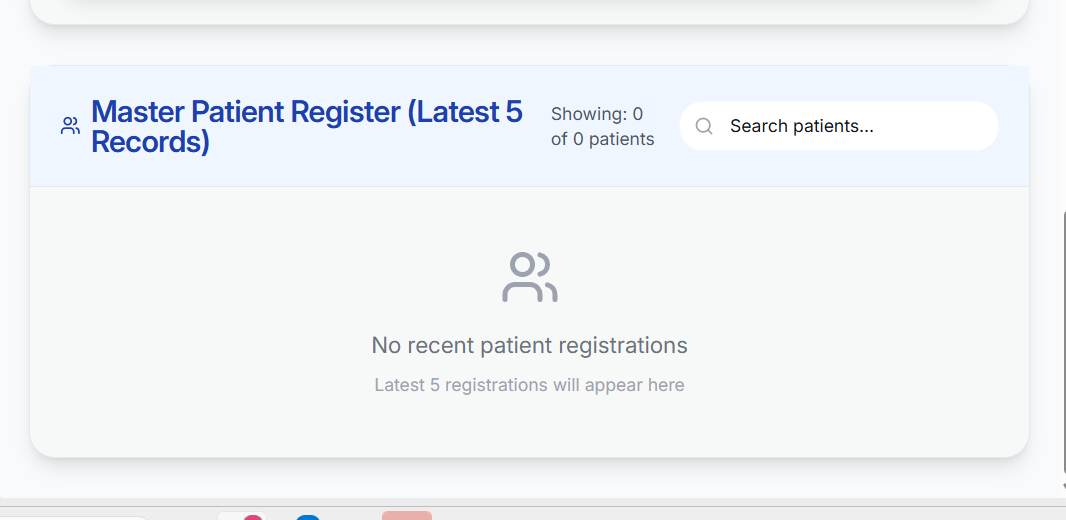 Master Patient Register (Latest 5
Records)
Showing: 0
of 0 patients
Search patients...
No recent patient registrations
Latest 5 registrations will appear here